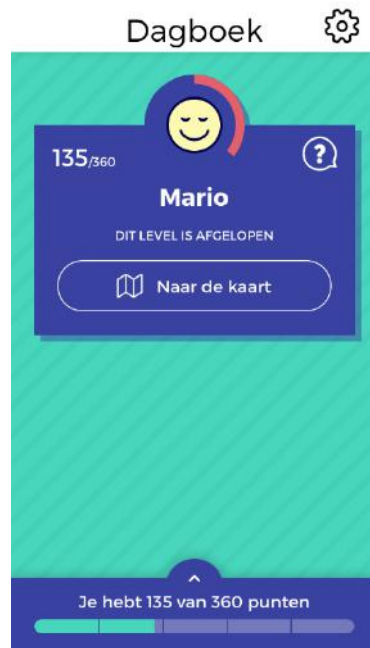 Dagboek
135/360
?
Mario
DIT LEVEL IS AFGELOPEN
Naar de kaart
Je hebt 135 van 360 punten